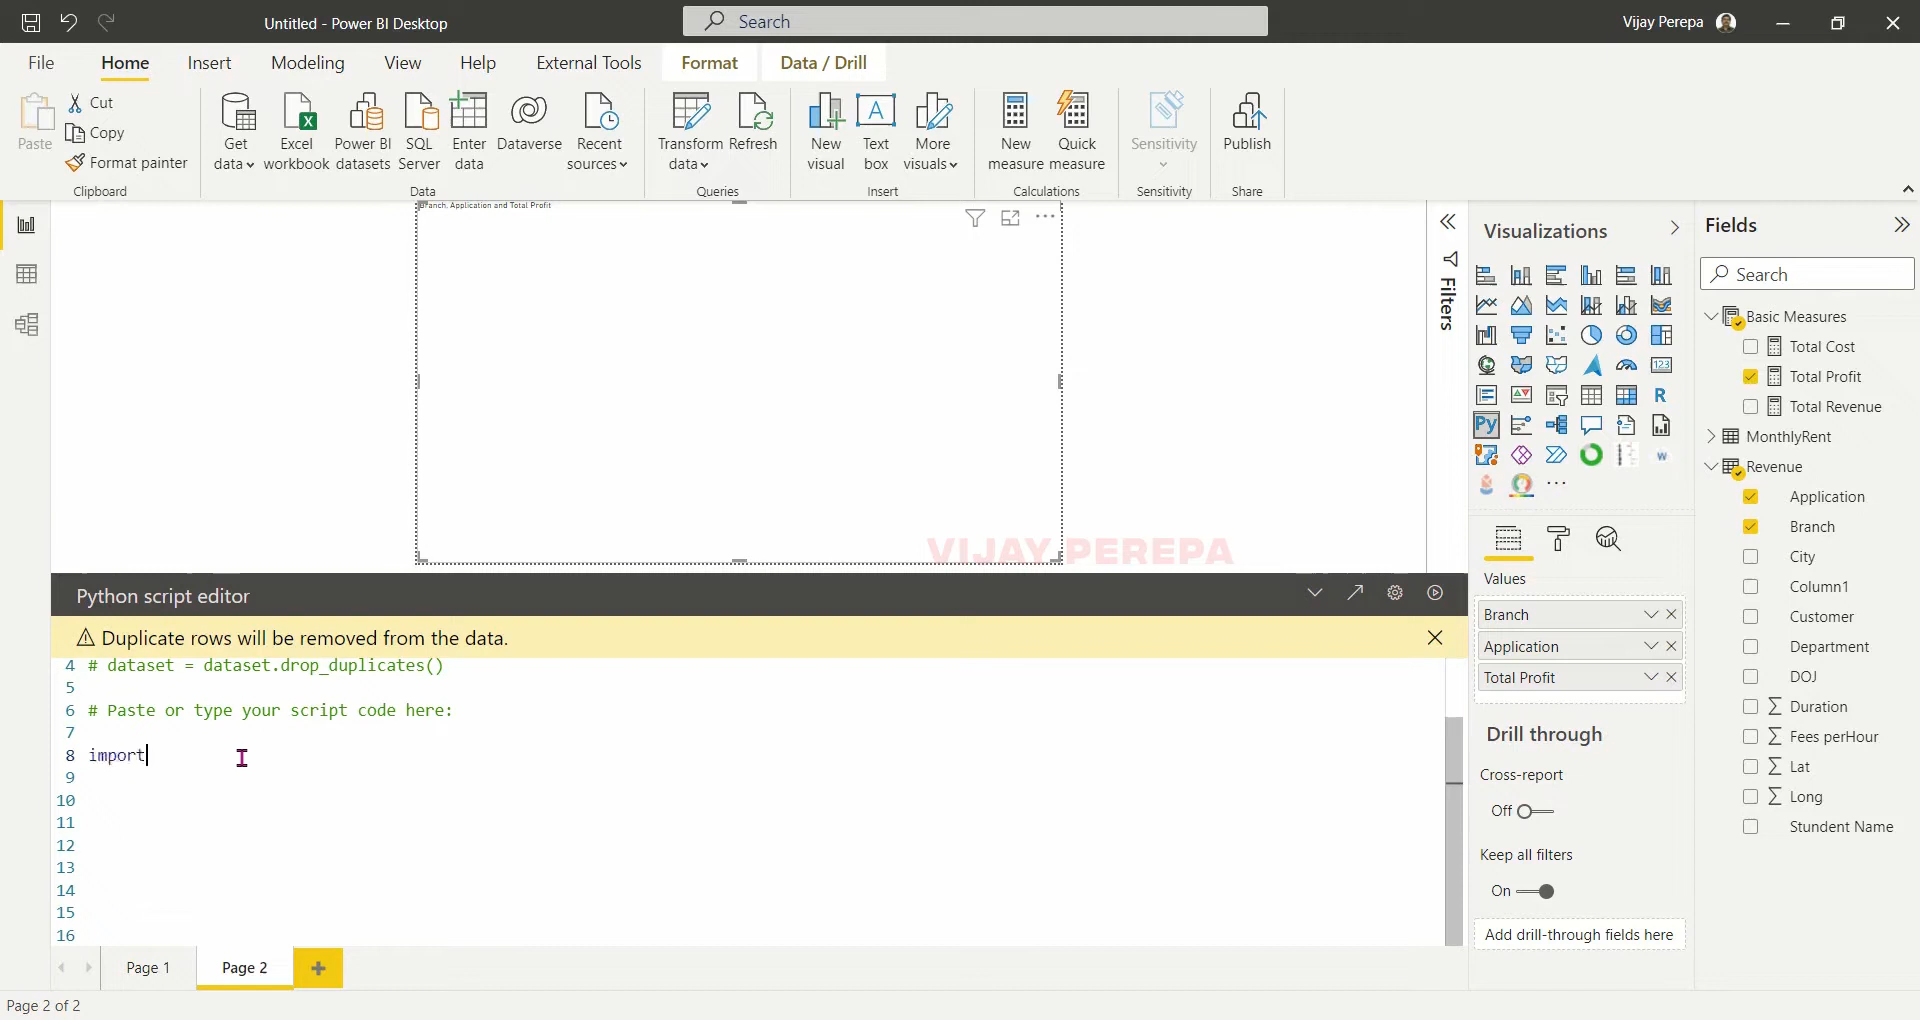 Untitled - Power BI Desktop
Search
Vijay Perepa
File
Home
Insert
Modeling
View
Help
External Tools
Format
Data / Drill
Paste
Cut
Copy
Format painter
Clipboard
Get data
Excel workbook
Power BI datasets
SQL Server
Enter data
Dataverse
Recent sources
Data
Transform data
Refresh
Queries
New visual
Text box
More visuals
Insert
New measure
Quick measure
Calculations
Sensitivity
Sensitivity
Publish
Share
Branch, Application and Total Profit
VIJAY PEREPA
Filters
Python script editor
Duplicate rows will be removed from the data.
4 # dataset = dataset.drop_duplicates()
5
6 # Paste or type your script code here:
7
8 import
9
10
11
12
13
14
15
16
Page 1
Page 2
+
Page 2 of 2
Visualizations
123
R
Py
W
Values
Branch
Application
Total Profit
Drill through
Cross-report
Off
Keep all filters
On
Add drill-through fields here
Fields
Search
Basic Measures
Total Cost
Total Profit
Total Revenue
MonthlyRent
Revenue
Application
Branch
City
Column1
Customer
Department
DOJ
Duration
Fees perHour
Lat
Long
Stundent Name